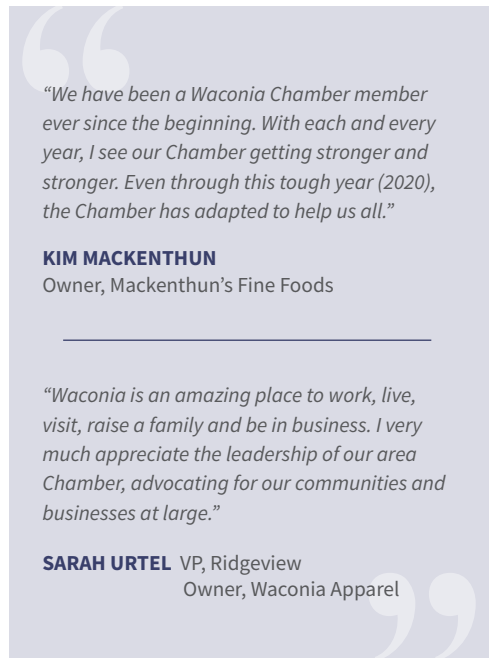 “We have been a Waconia Chamber member
ever since the beginning. With each and every
year, I see our Chamber getting stronger and
stronger. Even through this tough year (2020),
the Chamber has adapted to help us all.”
KIM MACKENTHUN
Owner, Mackenthun’s Fine Foods
“Waconia is an amazing place to work, live,
visit, raise a family and be in business. I very
much appreciate the leadership of our area
Chamber, advocating for our communities and
businesses at large.”
SARAH URTEL VP, Ridgeview
Owner, Waconia Apparel